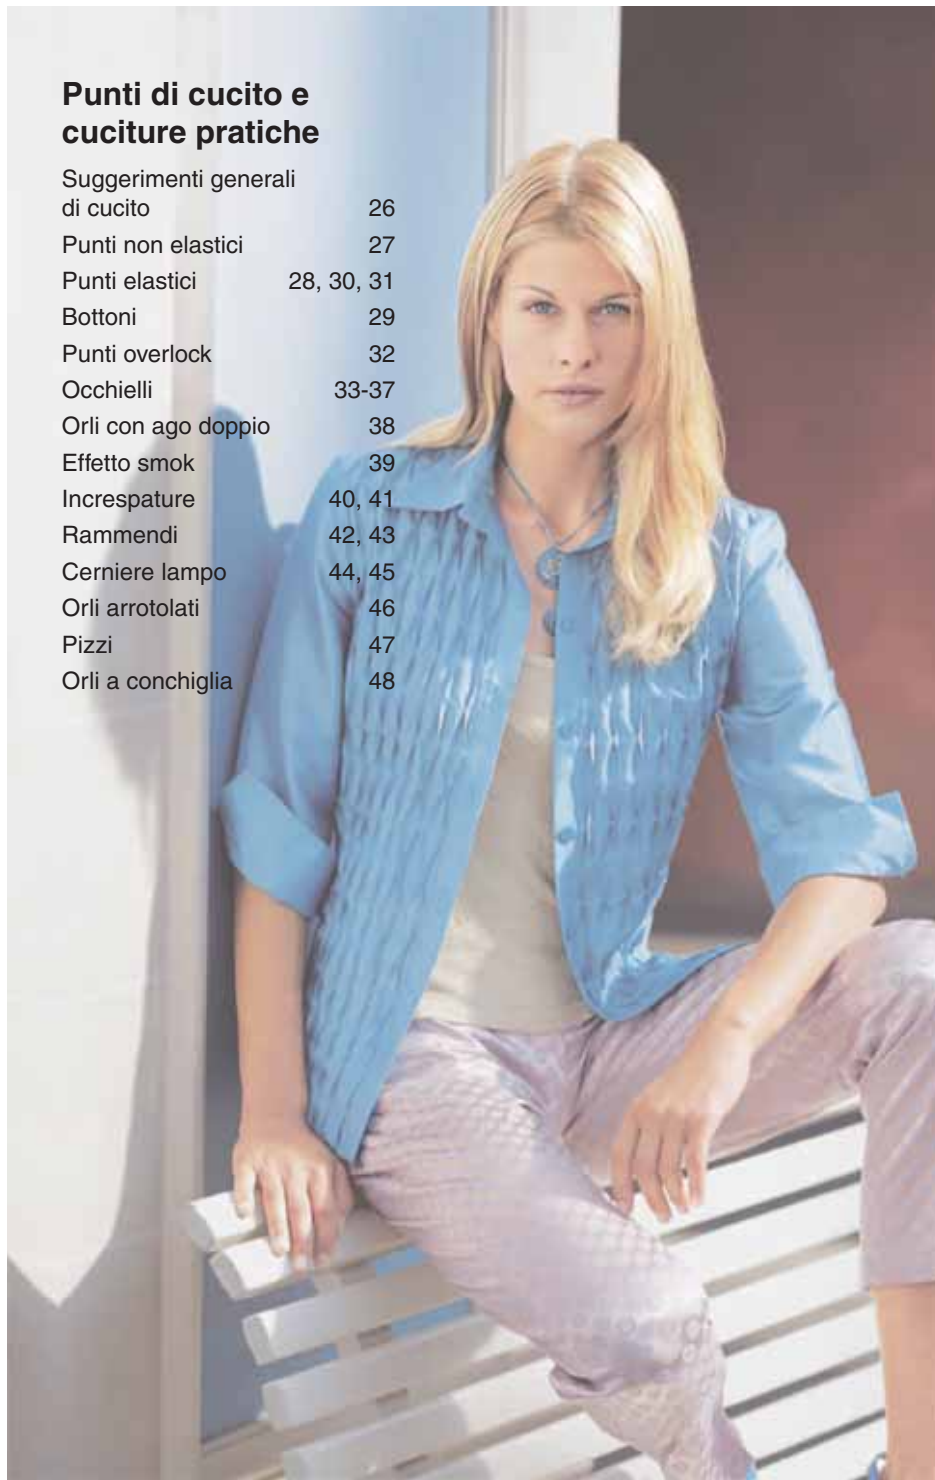 Punti di cucito e
cuciture pratiche
Suggerimenti generali
di cucito 26
Punti non elastici 27
Punti elastici 28, 30, 31
Bottoni 29
Punti overlock 32
Occhielli 33-37
Orli con ago doppio 38
Effetto smok 39
Increspature 40, 41
Rammendi 42, 43
Cerniere lampo 44, 45
Orli arrotolati 46
Pizzi 47
Orli a conchiglia 48